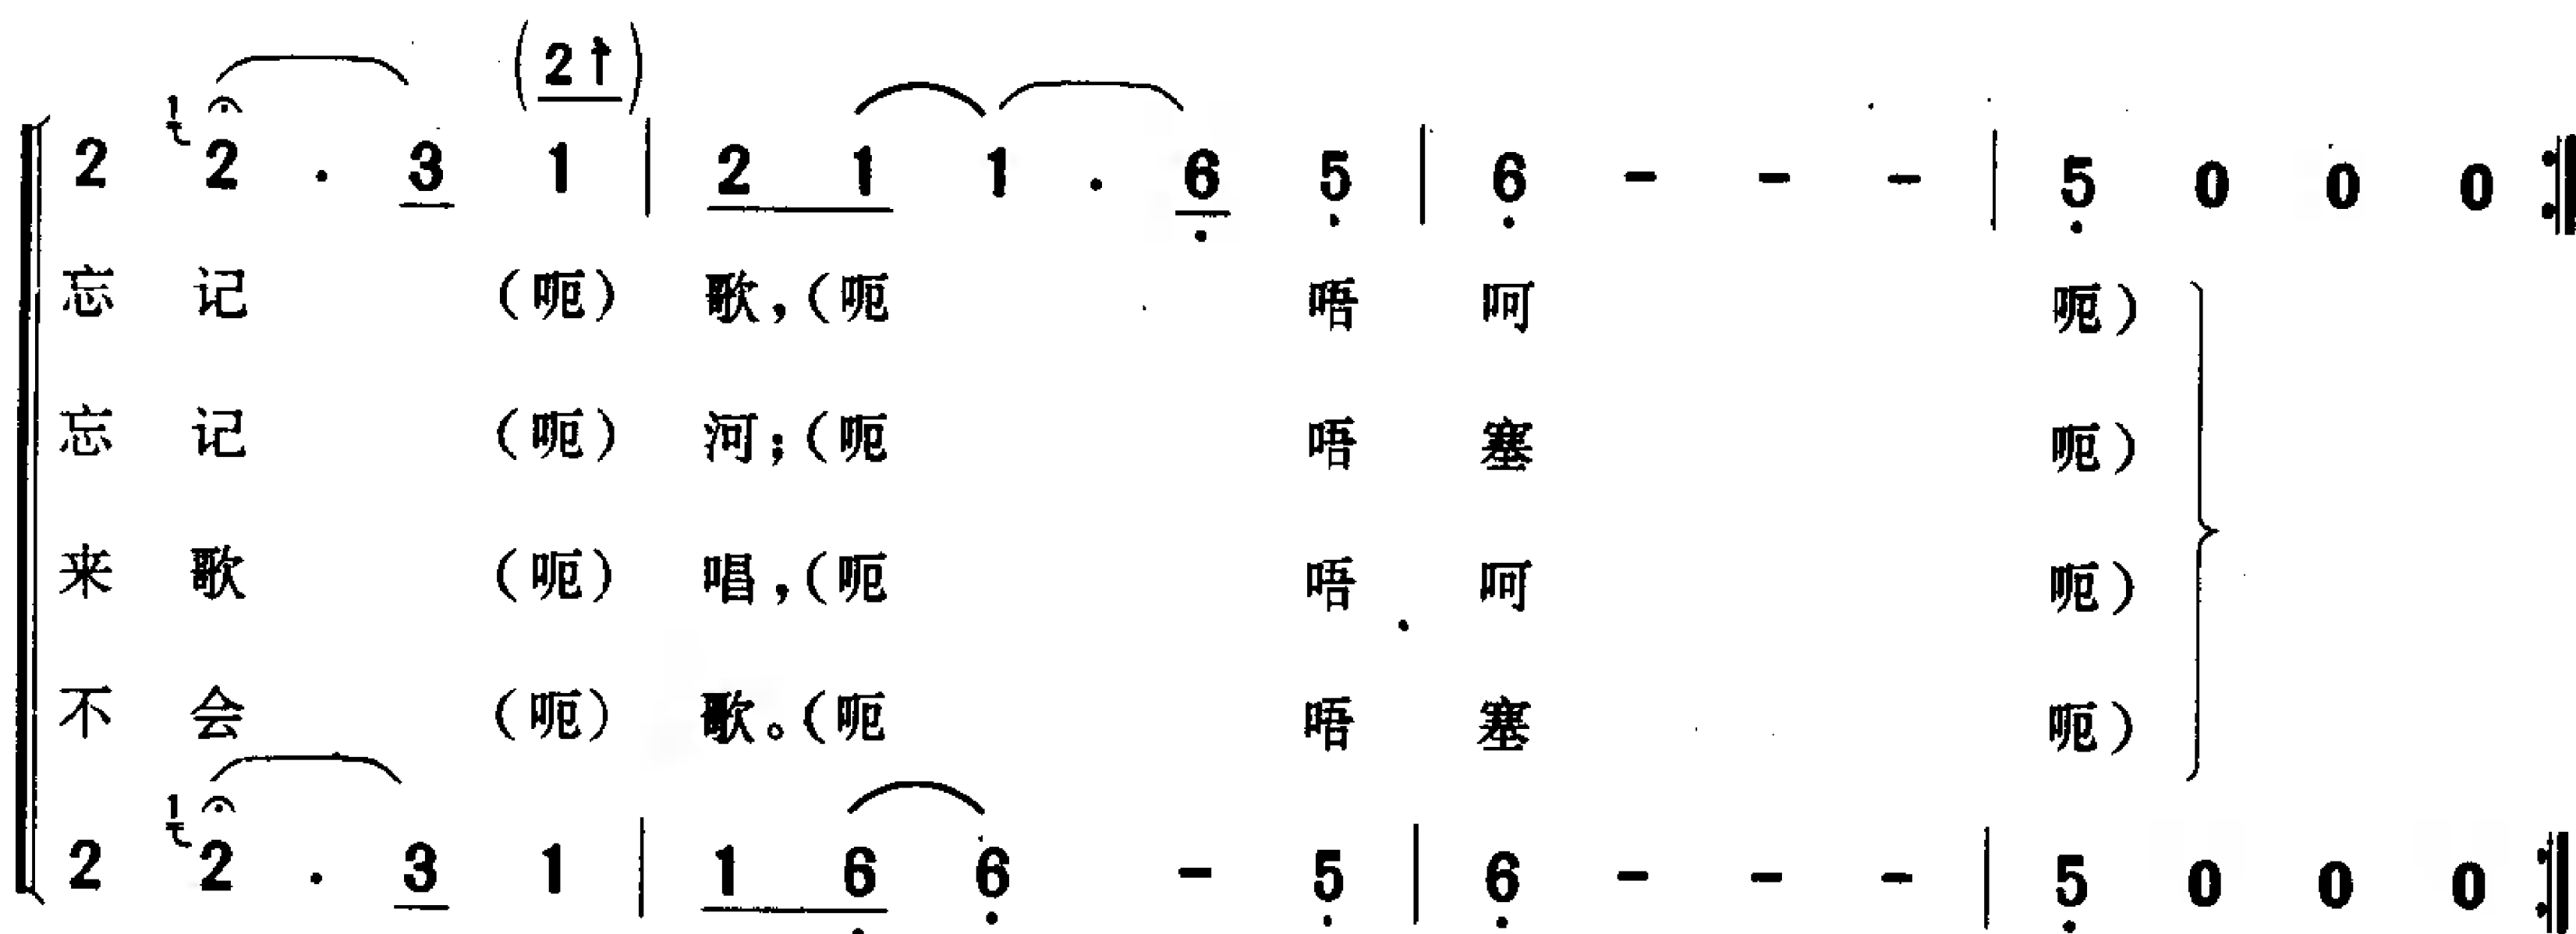 (2 1)
1 2 2 . 3 1 | 2 1 1 . 6 5 | 6 - - - | 5 0 0 0
忘 记 (呃) 歌,(呃 唔 呵 呃)
忘 记 (呃) 河;(呃 唔 塞 呃)
来 歌 (呃) 唱,(呃 唔 呵 呃)
不 会 (呃) 歌。(呃 唔 塞 呃)
2 1 2 . 3 1 | 1 6 6 - 5 | 6 - - - | 5 0 0 0